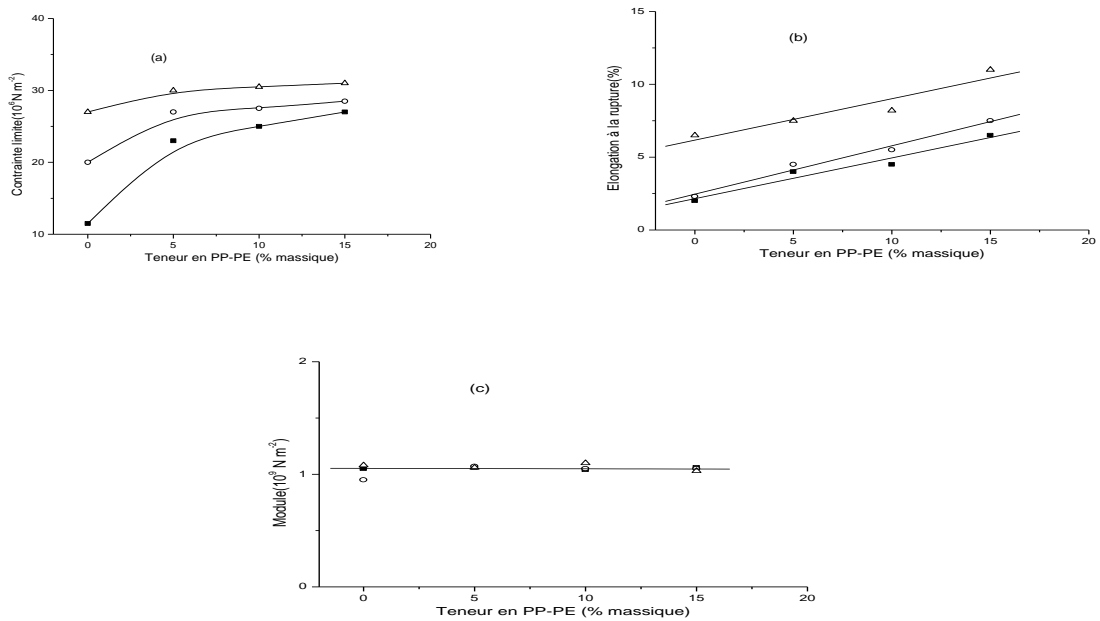 (a)
Contrainte limite(10⁶N m⁻²)
40
30
20
10
0
5
10
15
20
Teneur en PP-PE (% massique)
(b)
Elongation à la rupture(%)
15
10
5
0
0
5
10
15
20
Teneur en PP-PE (% massique)
(c)
Module(10⁹ N m⁻²)
2
1
0
0
5
10
15
20
Teneur en PP-PE (% massique)